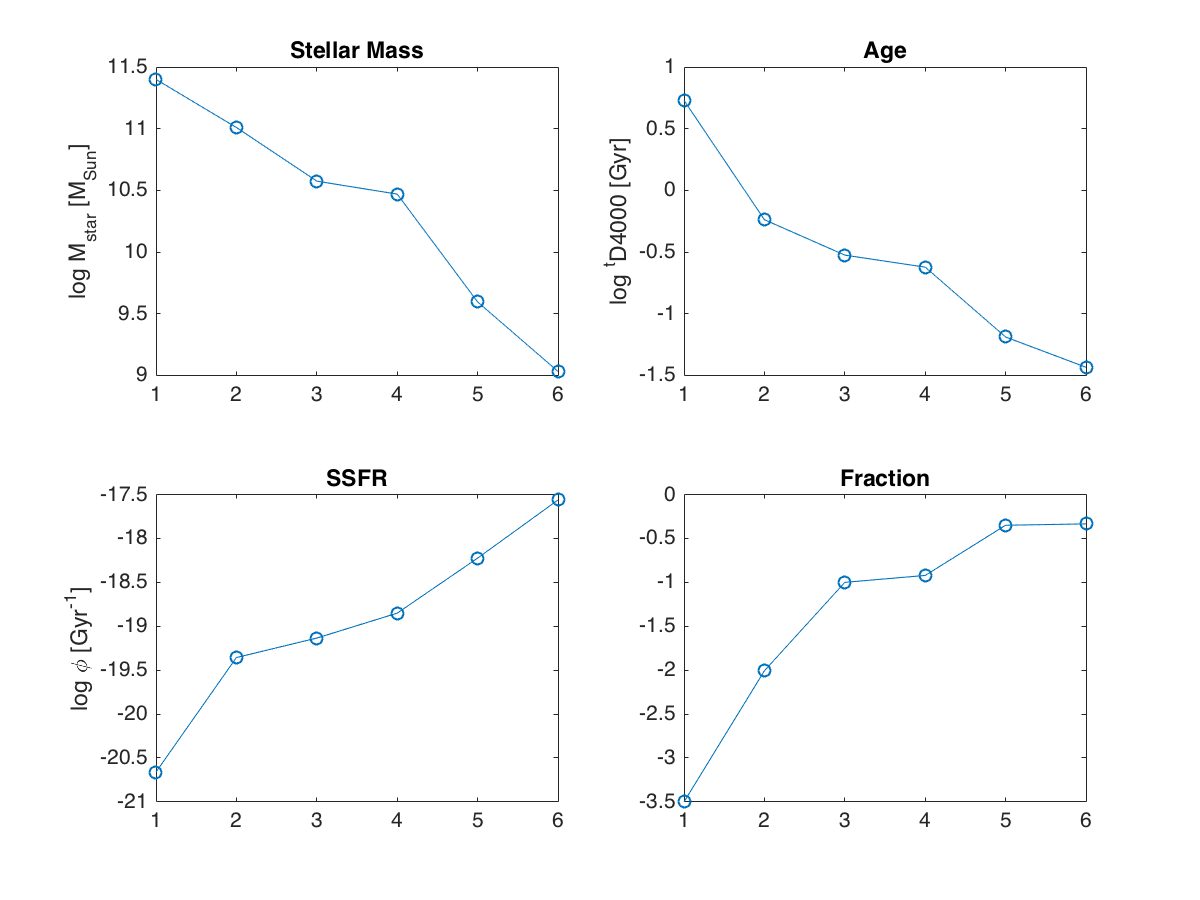 Stellar Mass
11.5
11
10.5
10
9.5
9
log M_star [M_Sun]
1 2 3 4 5 6
Age
1
0.5
0
-0.5
-1
-1.5
log ^tD4000 [Gyr]
1 2 3 4 5 6
SSFR
-17.5
-18
-18.5
-19
-19.5
-20
-20.5
-21
log ϕ [Gyr^-1]
1 2 3 4 5 6
Fraction
0
-0.5
-1
-1.5
-2
-2.5
-3
-3.5
1 2 3 4 5 6